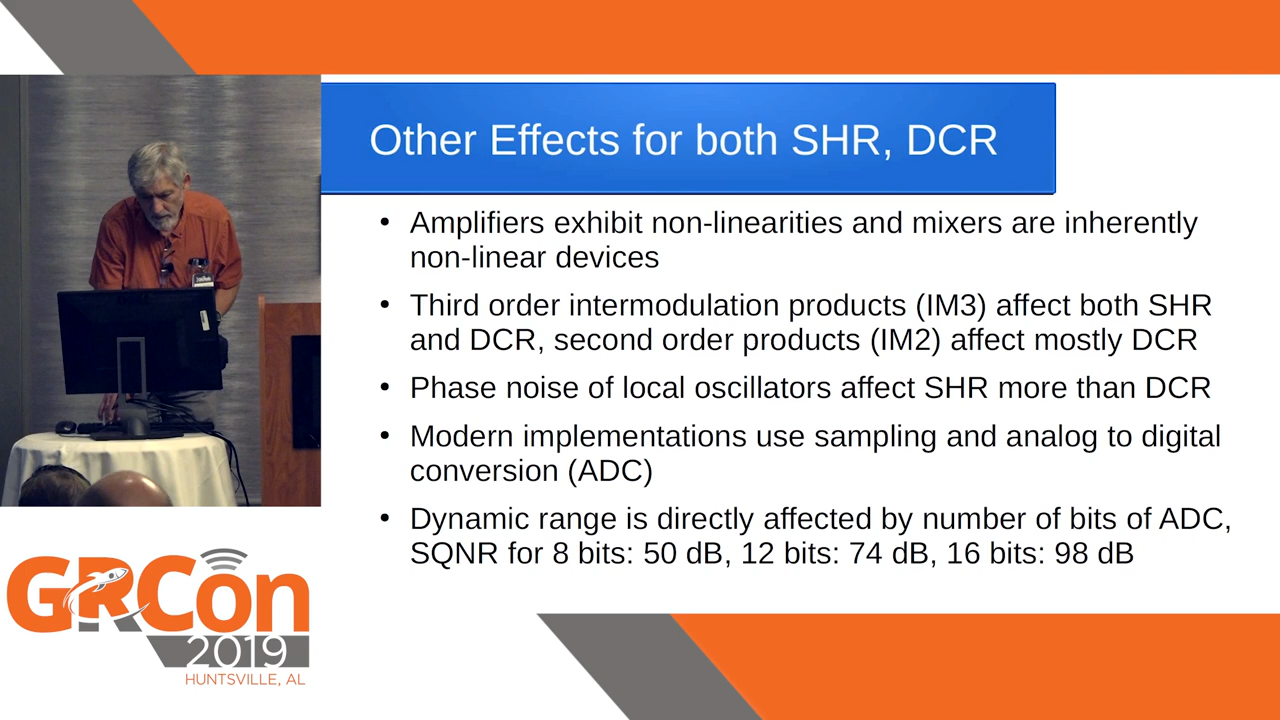 Other Effects for both SHR, DCR
• Amplifiers exhibit non-linearities and mixers are inherently
non-linear devices
• Third order intermodulation products (IM3) affect both SHR
and DCR, second order products (IM2) affect mostly DCR
• Phase noise of local oscillators affect SHR more than DCR
• Modern implementations use sampling and analog to digital
conversion (ADC)
• Dynamic range is directly affected by number of bits of ADC,
SQNR for 8 bits: 50 dB, 12 bits: 74 dB, 16 bits: 98 dB
GRCon
2019
HUNTSVILLE, AL